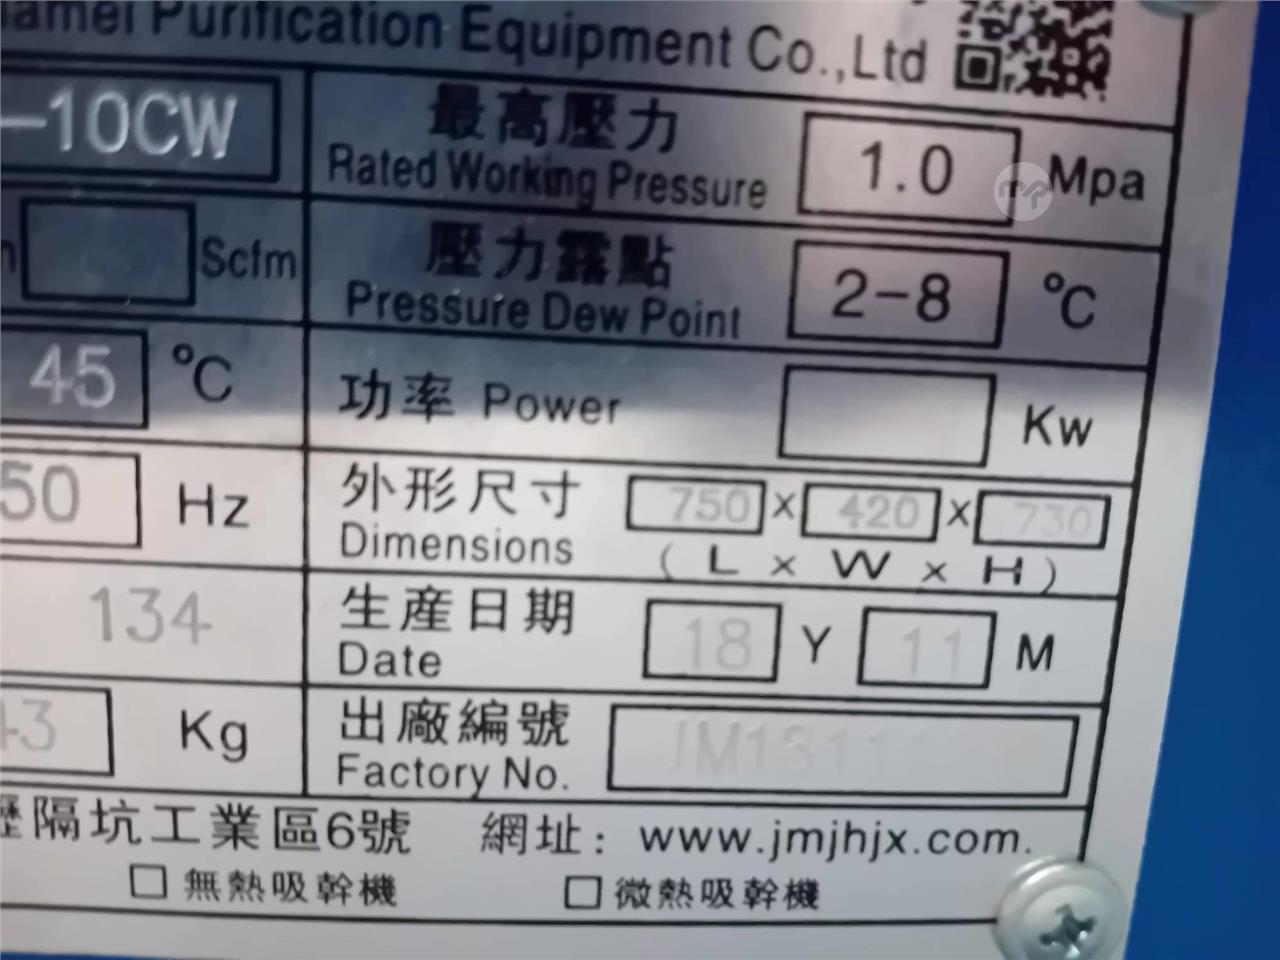 Purification Equipment Co.,Ltd
-10CW
最高壓力
Rated Working Pressure
1.0 Mpa
Scfm
壓力露點
Pressure Dew Point
2-8 °C
45 °C
功率 Power
Kw
50 Hz
外形尺寸
Dimensions
750 x 420 x 730
( L x W x H )
134
生產日期
Date
18 Y 11 M
43 Kg
出廠編號
Factory No.
隔坑工業區6號 網址: www.jmjhjx.com.
□ 無熱吸幹機 □ 微熱吸幹機